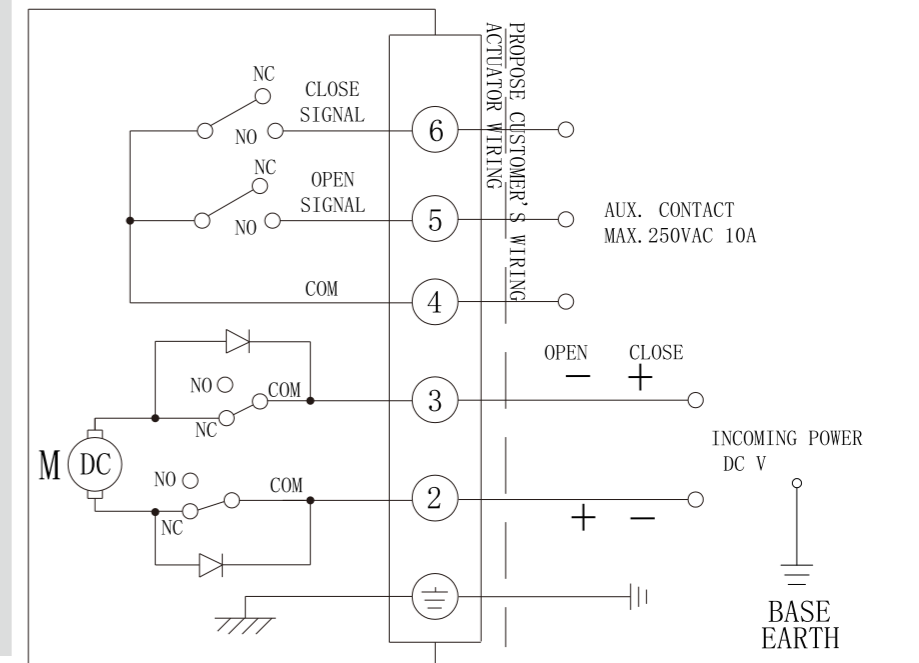 NC
CLOSE
SIGNAL
NO
6
NC
OPEN
SIGNAL
NO
5
AUX. CONTACT
MAX.250VAC 10A
COM
4
PROPOSE CUSTOMER'S WIRING
ACTUATOR WIRING
OPEN CLOSE
− +
NO
COM
3
NC
INCOMING POWER
DC V
M DC
NO
COM
2
NC
+ −
BASE
EARTH